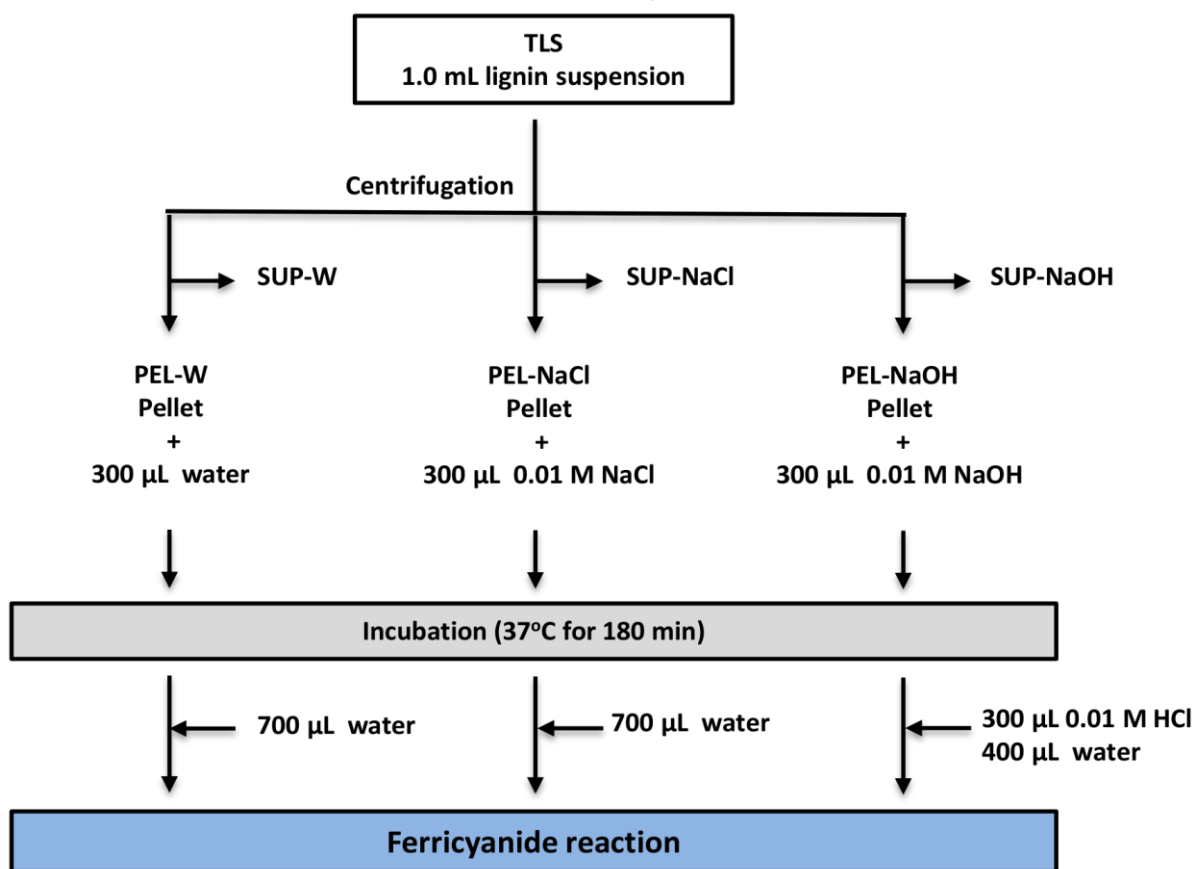 TLS
1.0 mL lignin suspension
Centrifugation
SUP-W
SUP-NaCl
SUP-NaOH
PEL-W
Pellet
+
300 µL water
PEL-NaCl
Pellet
+
300 µL 0.01 M NaCl
PEL-NaOH
Pellet
+
300 µL 0.01 M NaOH
Incubation (37°C for 180 min)
700 µL water
700 µL water
300 µL 0.01 M HCl
400 µL water
Ferricyanide reaction